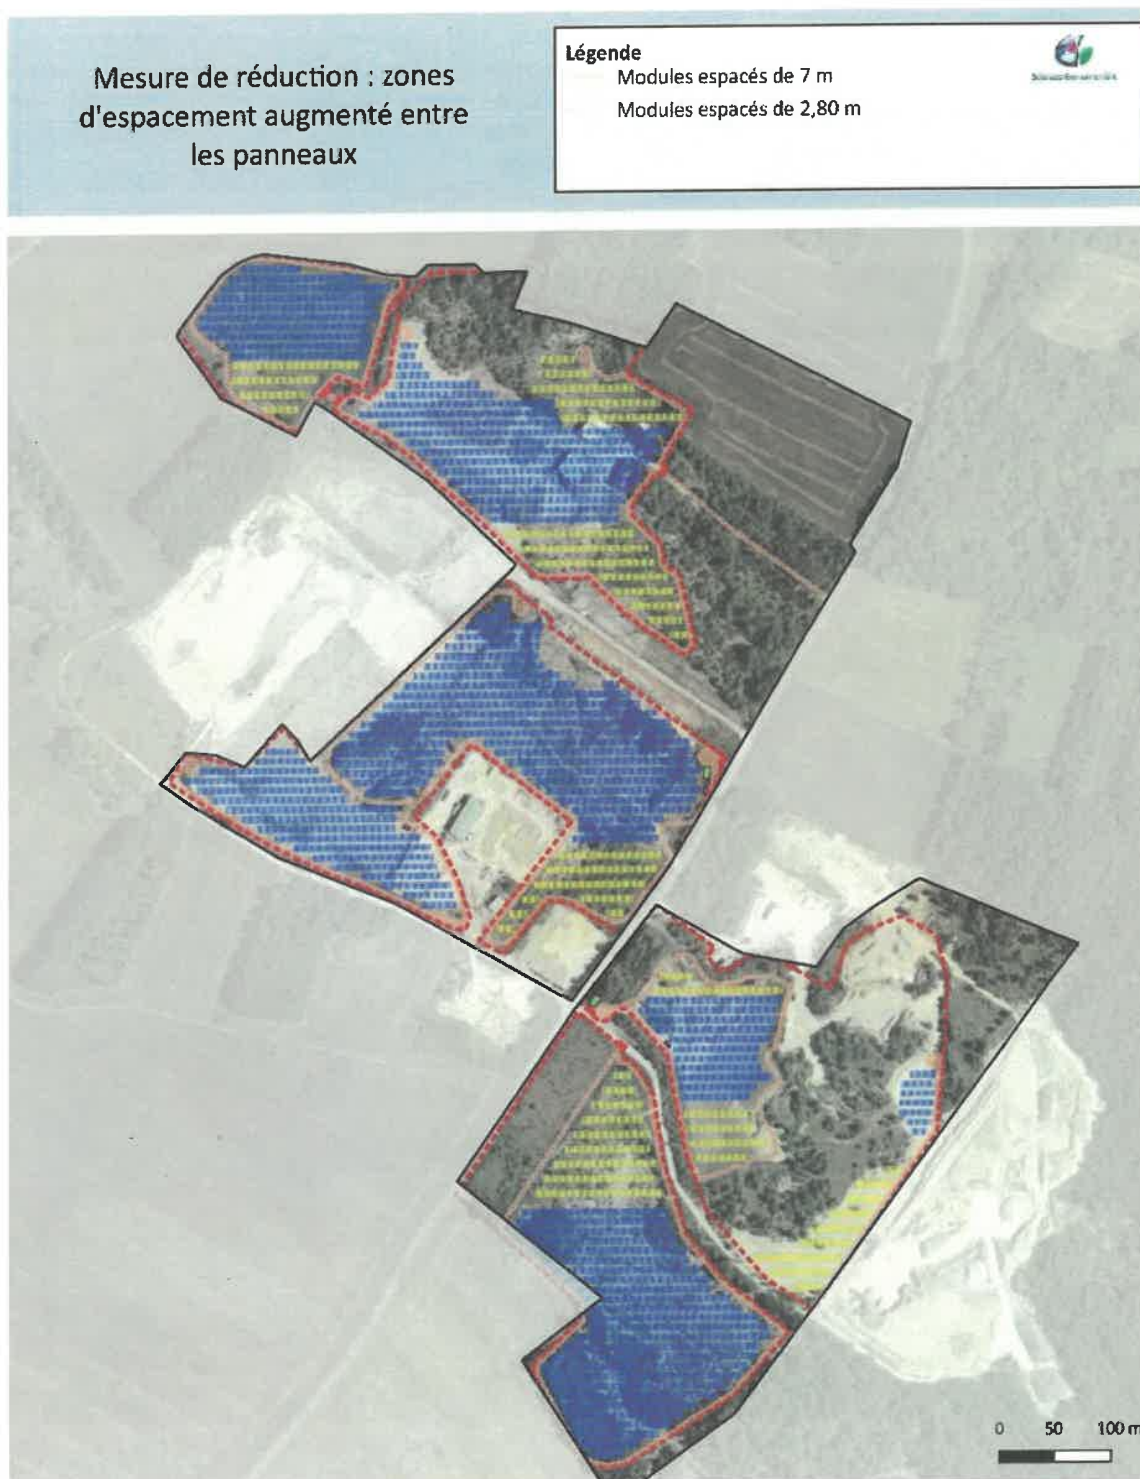 Mesure de réduction : zones
d'espacement augmenté entre
les panneaux
Légende
Modules espacés de 7 m
Modules espacés de 2,80 m
0 50 100 m